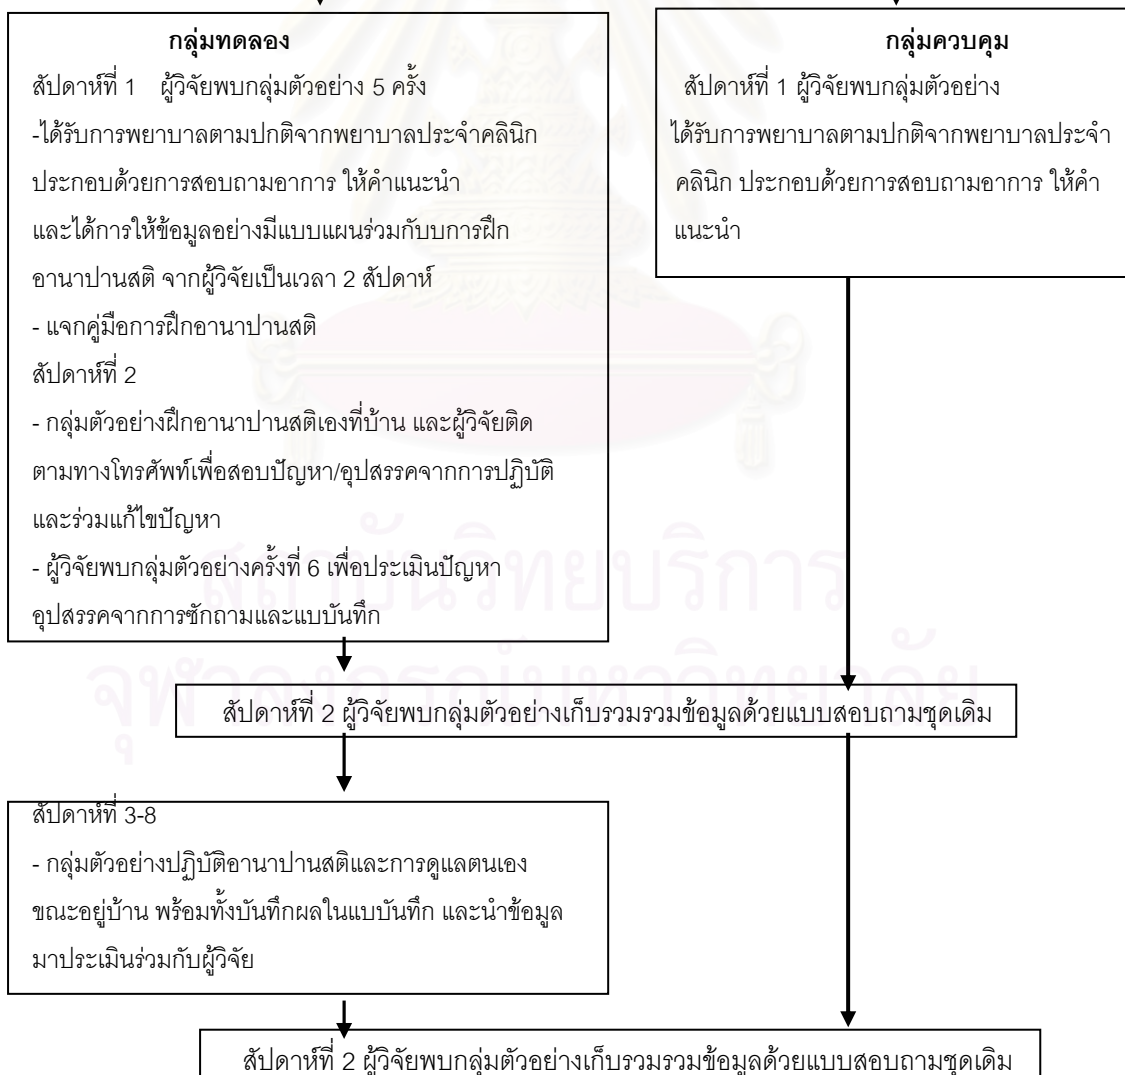 กลุ่มทดลอง
สัปดาห์ที่ 1 ผู้วิจัยพบกลุ่มตัวอย่าง 5 ครั้ง
-ได้รับการพยาบาลตามปกติจากพยาบาลประจำคลินิก
ประกอบด้วยการสอบถามอาการ ให้คำแนะนำ
และได้การให้ข้อมูลอย่างมีแบบแผนร่วมกับบการฝึก
อานาปานสติ จากผู้วิจัยเป็นเวลา 2 สัปดาห์
- แจกคู่มือการฝึกอานาปานสติ
สัปดาห์ที่ 2
- กลุ่มตัวอย่างฝึกอานาปานสติเองที่บ้าน และผู้วิจัยติด
ตามทางโทรศัพท์เพื่อสอบปัญหา/อุปสรรคจากการปฏิบัติ
และร่วมแก้ไขปัญหา
- ผู้วิจัยพบกลุ่มตัวอย่างครั้งที่ 6 เพื่อประเมินปัญหา
อุปสรรคจากการซักถามและแบบันทึก
กลุ่มควบคุม
สัปดาห์ที่ 1 ผู้วิจัยพบกลุ่มตัวอย่าง
ได้รับการพยาบาลตามปกติจากพยาบาลประจำ
คลินิก ประกอบด้วยการสอบถามอาการ ให้คำ
แนะนำ
สถาบันวิทยบริการ
จุฬาลงกรณ์มหาวิทยาลัย
สัปดาห์ที่ 2 ผู้วิจัยพบกลุ่มตัวอย่างเก็บรวมรวมข้อมูลด้วยแบบสอบถามชุดเดิม
สัปดาห์ที่ 3-8
- กลุ่มตัวอย่างปฏิบัติอานาปานสติและการดูแลตนเอง
ขณะอยู่บ้าน พร้อมทั้งบันทึกผลในแบบันทึก และนำข้อมูล
มาประเมินร่วมกับผู้วิจัย
สัปดาห์ที่ 2 ผู้วิจัยพบกลุ่มตัวอย่างเก็บรวมรวมข้อมูลด้วยแบบสอบถามชุดเดิม